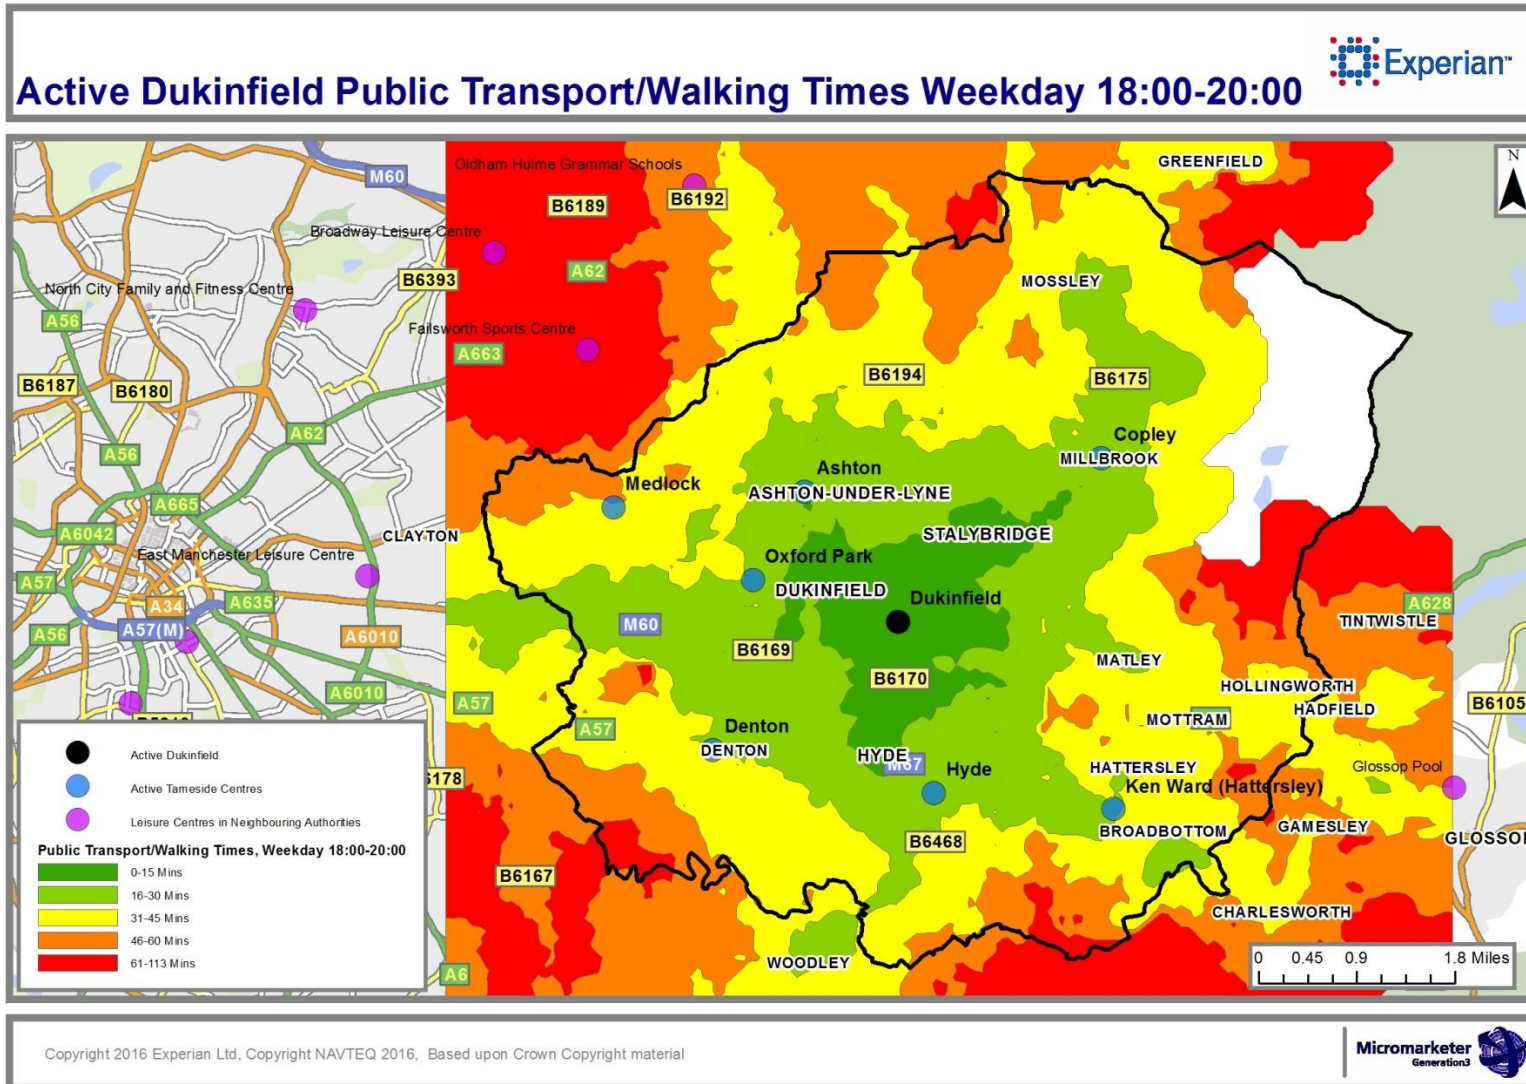 Active Dukinfield Public Transport/Walking Times Weekday 18:00-20:00
Experian™
N
GREENFIELD
Oldham Hulme Grammar Schools
M60
B6192
B6189
Broadway Leisure Centre
A62
B6393
MOSSLEY
North City Family and Fitness Centre
A56
Failsworth Sports Centre
A663
B6194
B6175
B6187
B6180
A62
Copley
A56
MILLBROOK
Ashton
Medlock
ASHTON-UNDER-LYNE
A665
A6042
CLAYTON
STALYBRIDGE
East Manchester Leisure Centre
Oxford Park
A57
DUKINFIELD
Dukinfield
A34
A635
A628
TINTWISTLE
A57(M)
M60
A56
A6010
B6169
MATLEY
B6170
HOLLINGWORTH
A6010
A57
HADFIELD
B6105
MOTTRAM
Denton
A57
DENTON
HYDE
M67
Hyde
HATTERSLEY
Glossop Pool
6178
Ken Ward (Hattersley)
GAMESLEY
BROADBOTTOM
B6468
GLOSSOP
B6167
CHARLESWORTH
WOODLEY
A6
Active Dukinfield
Active Tameside Centres
Leisure Centres in Neighbouring Authorities
Public Transport/Walking Times, Weekday 18:00-20:00
0-15 Mins
16-30 Mins
31-45 Mins
46-60 Mins
61-113 Mins
0 0.45 0.9 1.8 Miles
Copyright 2016 Experian Ltd, Copyright NAVTEQ 2016, Based upon Crown Copyright material
Micromarketer
Generation3